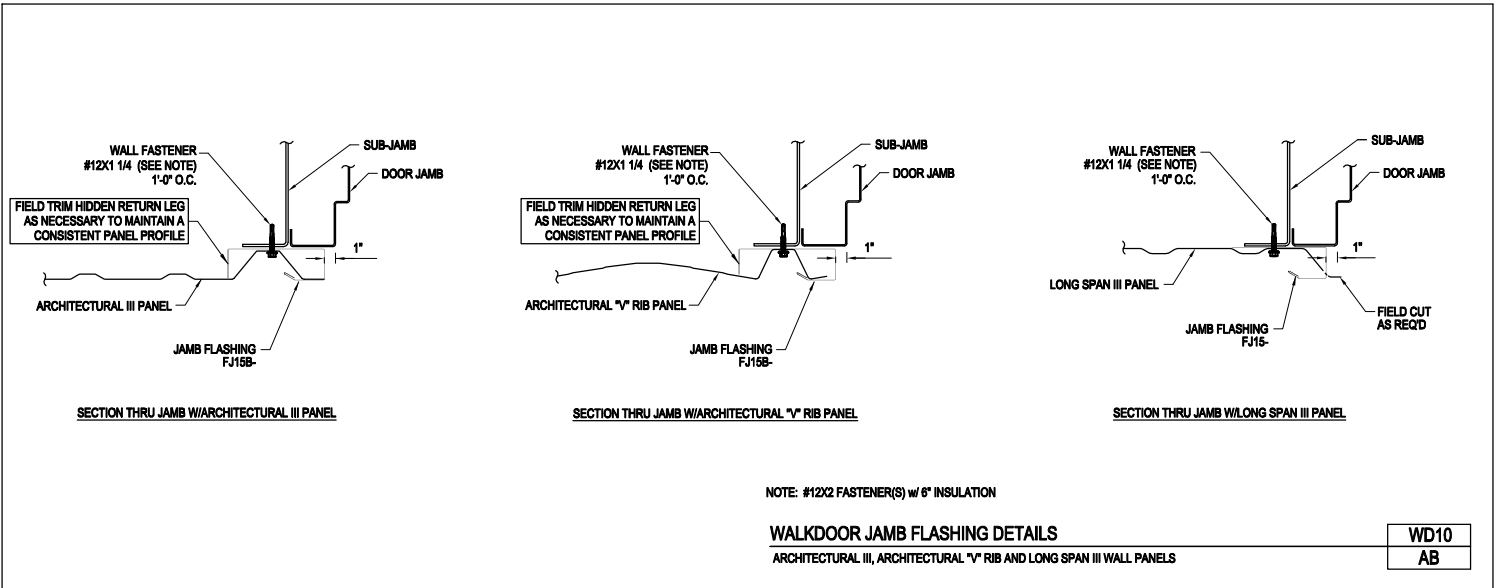 WALL FASTENER
#12X1 1/4 (SEE NOTE)
1'-0" O.C.
SUB-JAMB
DOOR JAMB
FIELD TRIM HIDDEN RETURN LEG
AS NECESSARY TO MAINTAIN A
CONSISTENT PANEL PROFILE
1"
ARCHITECTURAL III PANEL
JAMB FLASHING
FJ15B-
SECTION THRU JAMB W/ARCHITECTURAL III PANEL
WALL FASTENER
#12X1 1/4 (SEE NOTE)
1'-0" O.C.
SUB-JAMB
DOOR JAMB
FIELD TRIM HIDDEN RETURN LEG
AS NECESSARY TO MAINTAIN A
CONSISTENT PANEL PROFILE
1"
ARCHITECTURAL "V" RIB PANEL
JAMB FLASHING
FJ15B-
SECTION THRU JAMB W/ARCHITECTURAL "V" RIB PANEL
WALL FASTENER
#12X1 1/4 (SEE NOTE)
1'-0" O.C.
SUB-JAMB
DOOR JAMB
1"
LONG SPAN III PANEL
FIELD CUT
AS REQ'D
JAMB FLASHING
FJ15-
SECTION THRU JAMB W/LONG SPAN III PANEL
NOTE: #12X2 FASTENER(S) w/ 6" INSULATION
WALKDOOR JAMB FLASHING DETAILS
ARCHITECTURAL III, ARCHITECTURAL "V" RIB AND LONG SPAN III WALL PANELS
WD10
AB